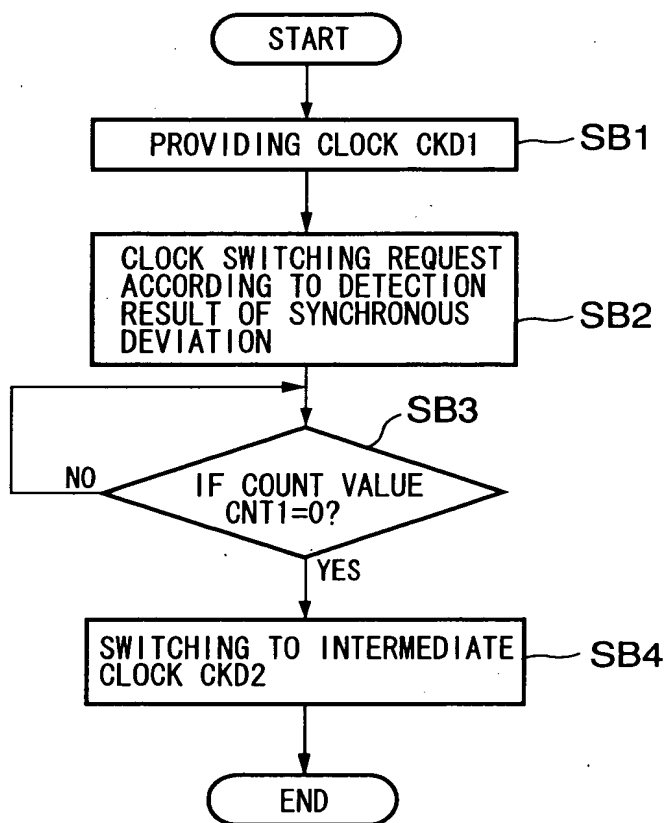 START
PROVIDING CLOCK CKD1
SB1
CLOCK SWITCHING REQUEST
ACCORDING TO DETECTION
RESULT OF SYNCHRONOUS
DEVIATION
SB2
SB3
NO
IF COUNT VALUE
CNT1=0?
YES
SWITCHING TO INTERMEDIATE
CLOCK CKD2
SB4
END